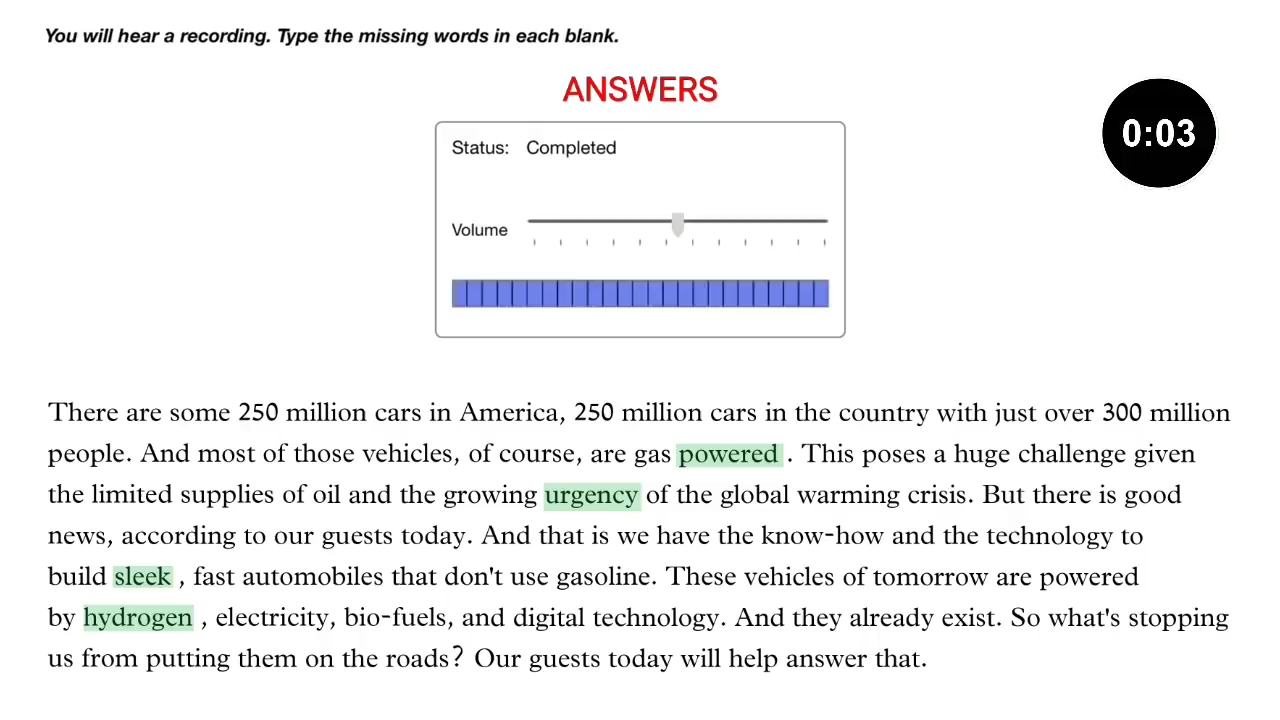 You will hear a recording. Type the missing words in each blank.
ANSWERS
0:03
Status: Completed
Volume
There are some 250 million cars in America, 250 million cars in the country with just over 300 million
people. And most of those vehicles, of course, are gas powered . This poses a huge challenge given
the limited supplies of oil and the growing urgency of the global warming crisis. But there is good
news, according to our guests today. And that is we have the know-how and the technology to
build sleek , fast automobiles that don't use gasoline. These vehicles of tomorrow are powered
by hydrogen , electricity, bio-fuels, and digital technology. And they already exist. So what's stopping
us from putting them on the roads? Our guests today will help answer that.